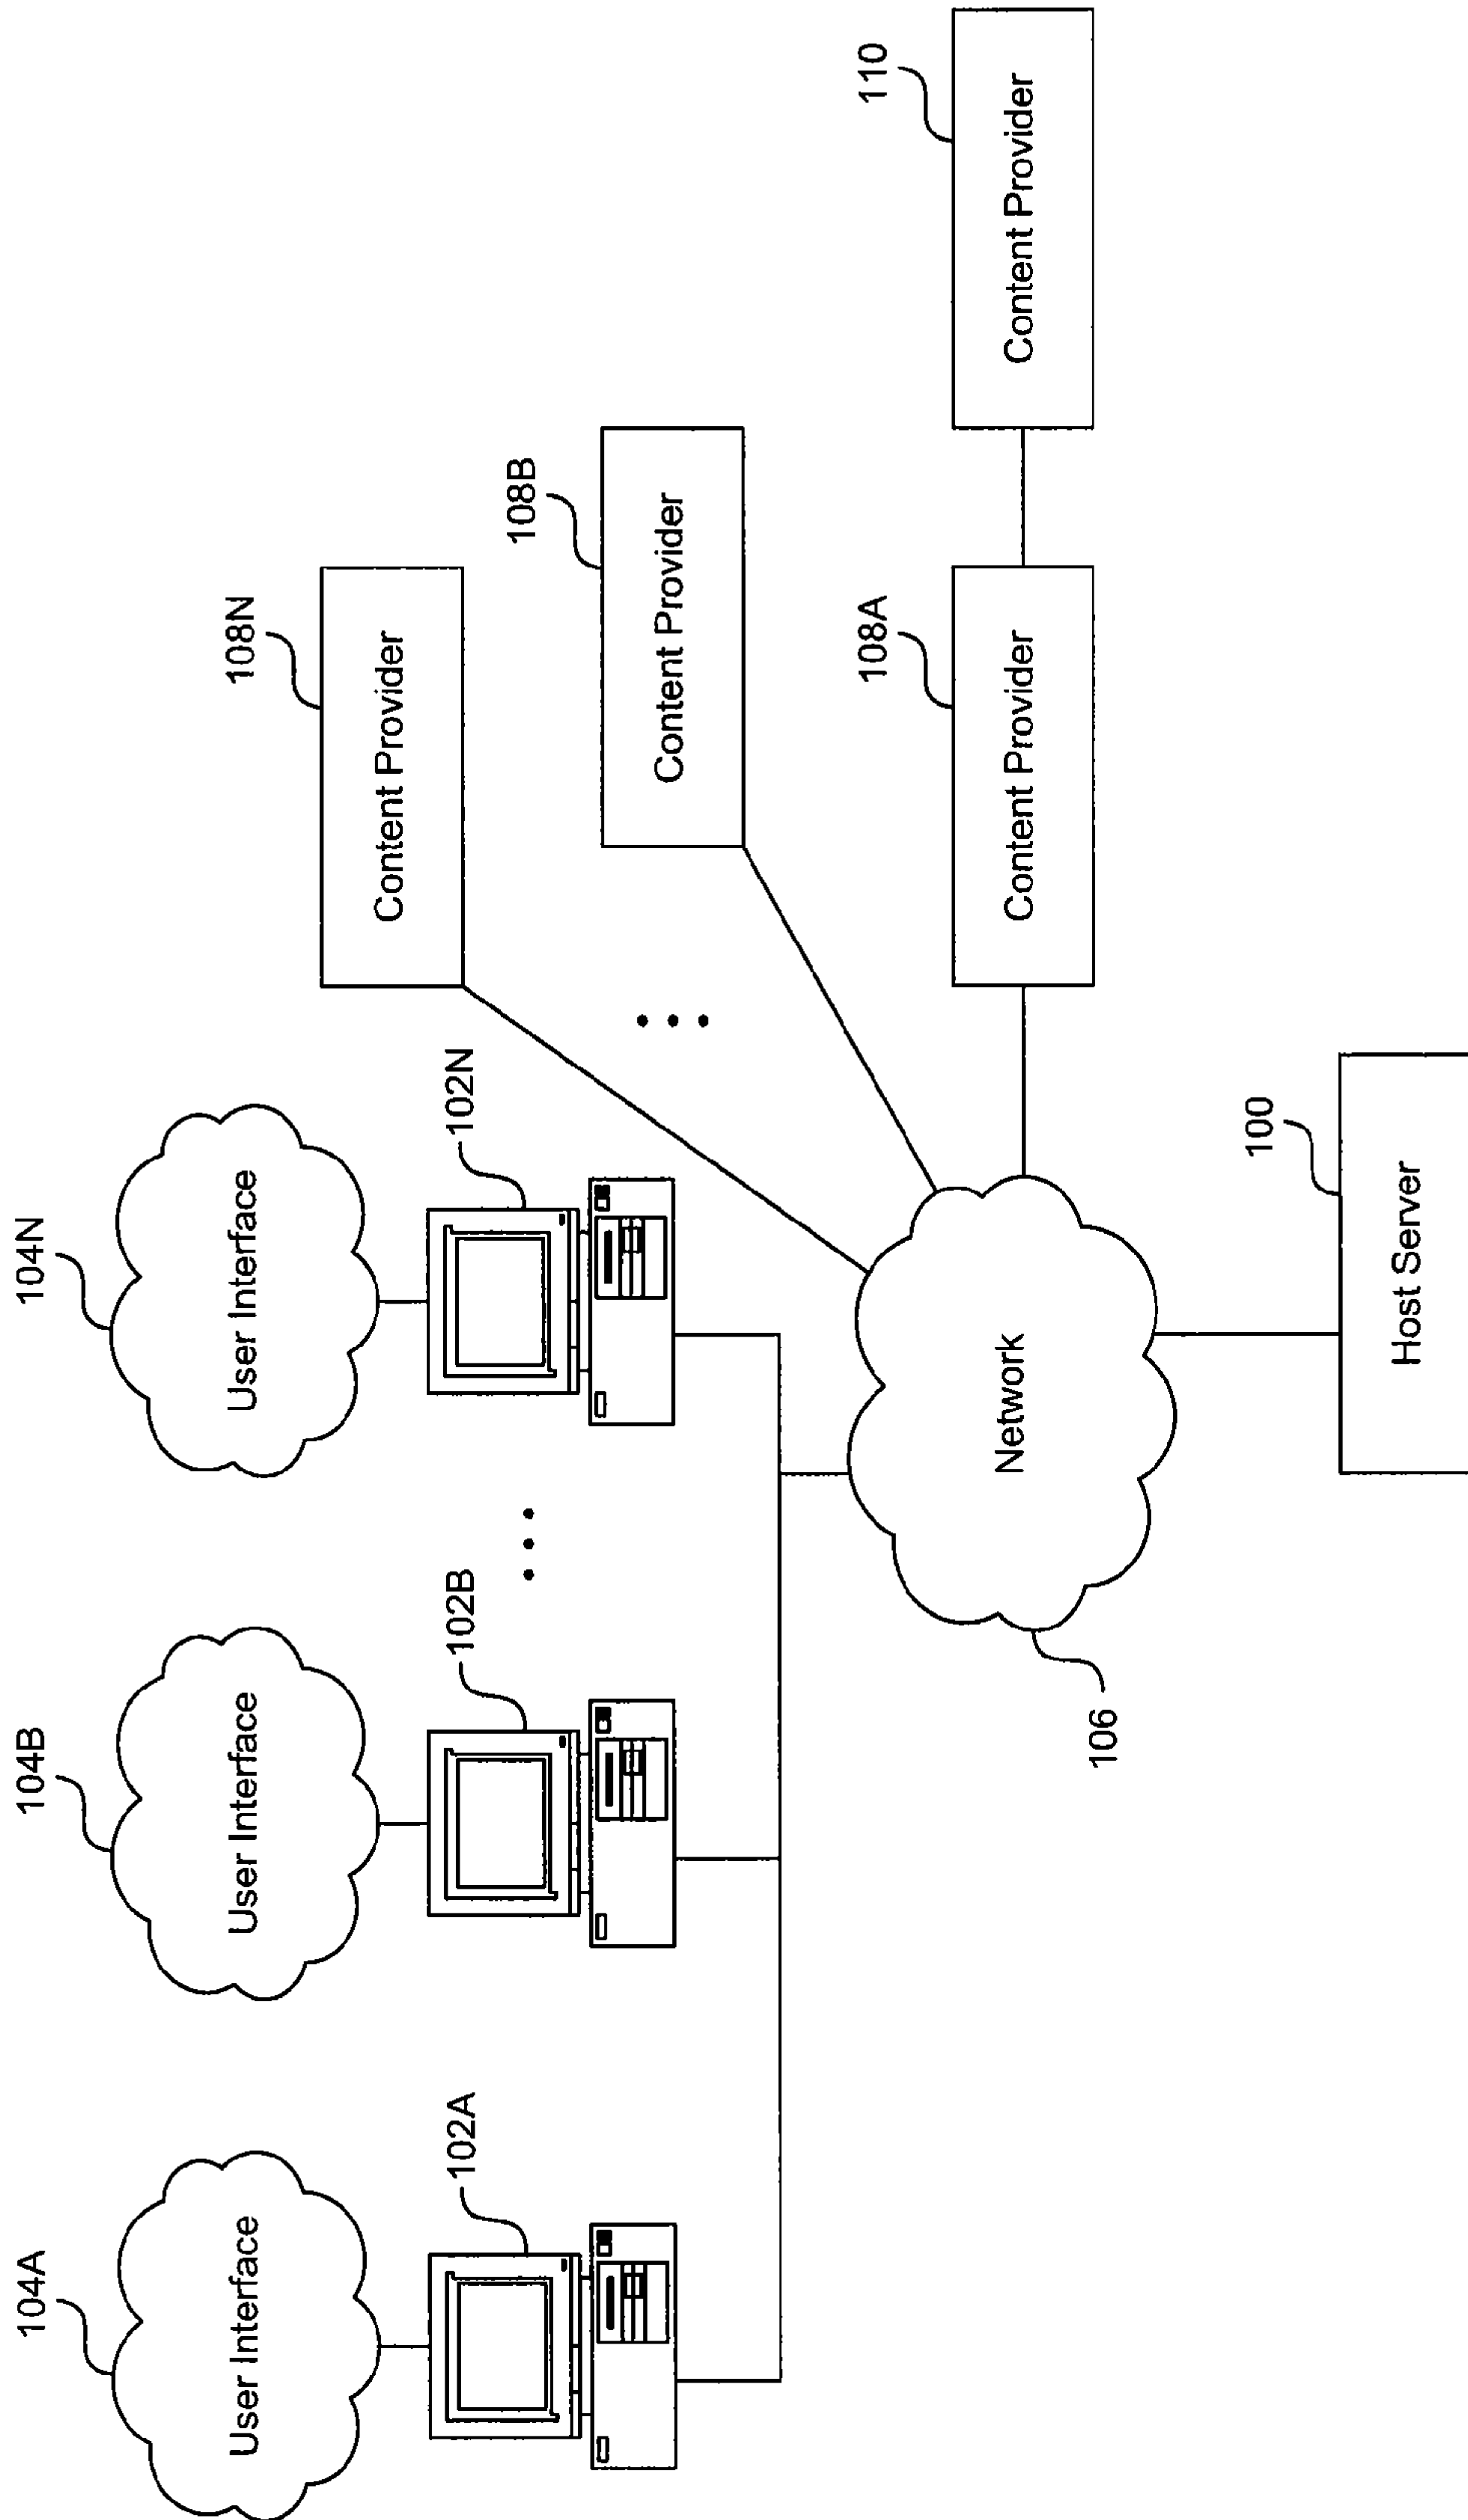 104A
104B
104N
User Interface
User Interface
User Interface
102A
102B
102N
108N
Content Provider
108B
Content Provider
108A
110
Content Provider
Content Provider
Network
106
100
Host Server